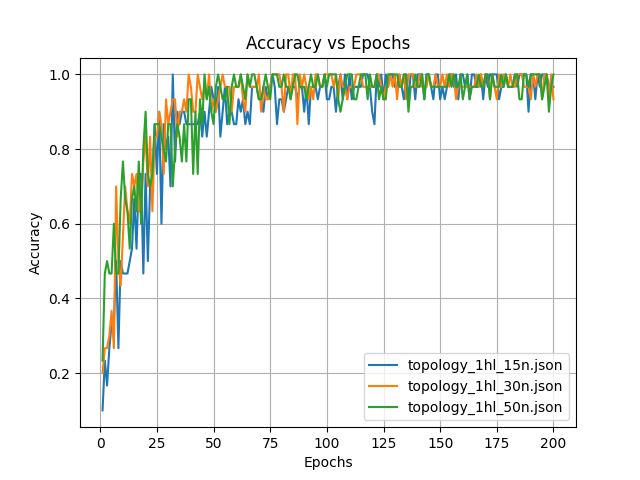 Accuracy vs Epochs
1.0
0.8
0.6
0.4
0.2
Accuracy
topology_1hl_15n.json
topology_1hl_30n.json
topology_1hl_50n.json
0 25 50 75 100 125 150 175 200
Epochs